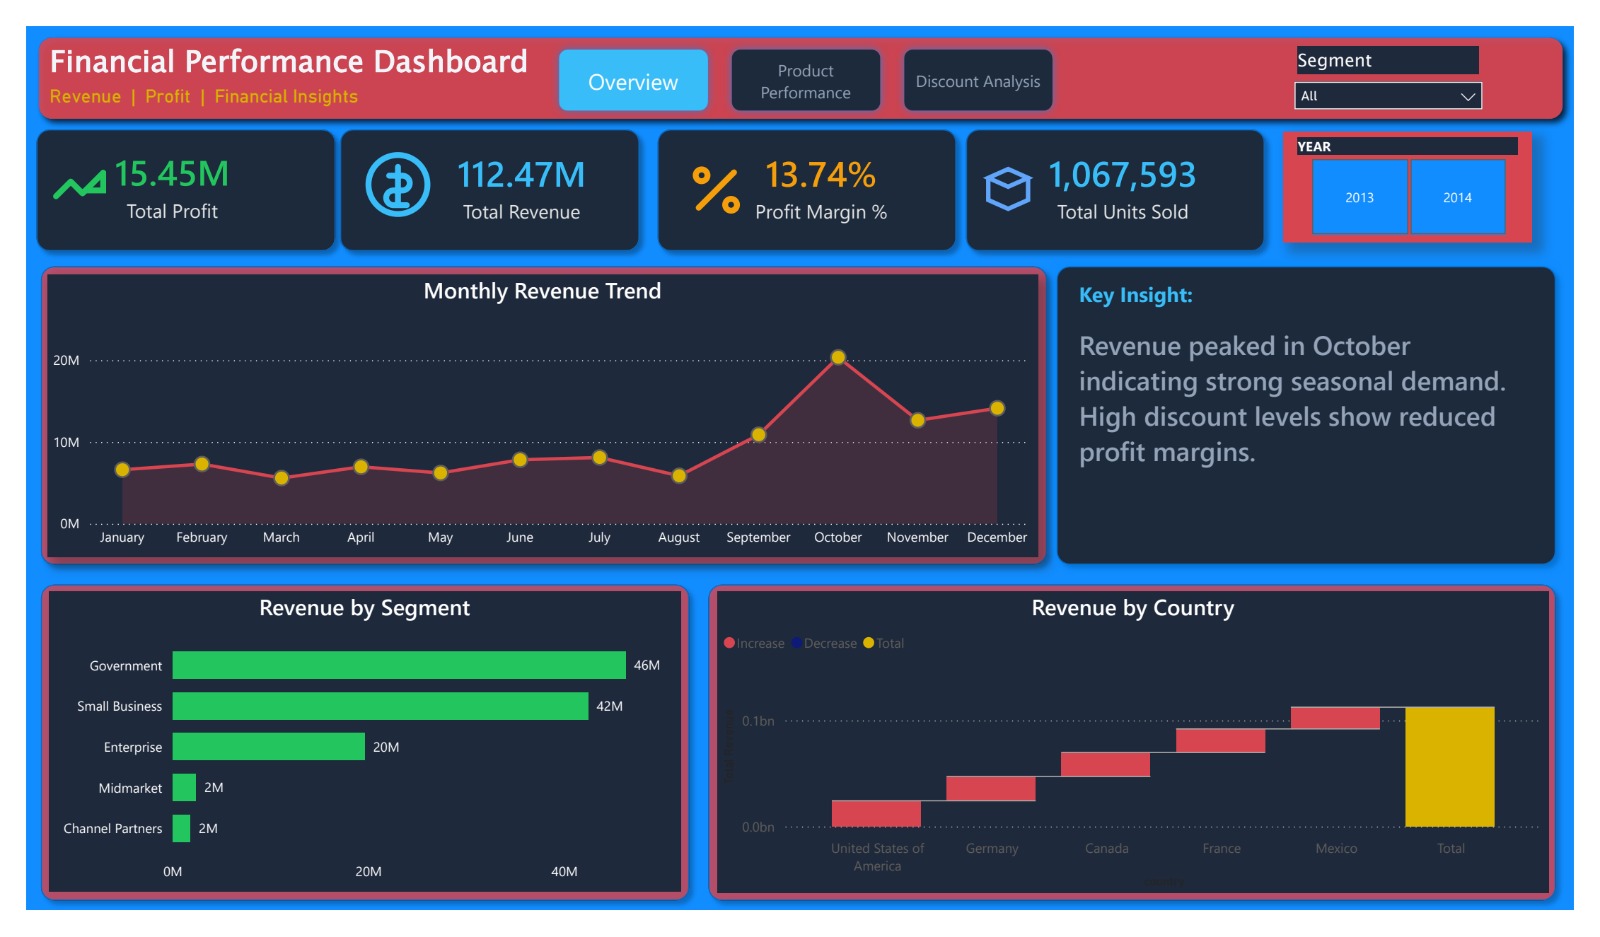 Financial Performance Dashboard
Revenue | Profit | Financial Insights
Overview
Product
Performance
Discount Analysis
Segment
All
15.45M
Total Profit
112.47M
Total Revenue
13.74%
Profit Margin %
1,067,593
Total Units Sold
YEAR
2013
2014
Monthly Revenue Trend
20M
10M
0M
January February March April May June July August September October November December
Key Insight:
Revenue peaked in October
indicating strong seasonal demand.
High discount levels show reduced
profit margins.
Revenue by Segment
Government 46M
Small Business 42M
Enterprise 20M
Midmarket 2M
Channel Partners 2M
0M 20M 40M
Revenue by Country
Increase Decrease Total
0.1bn
0.0bn
United States of
America
Germany Canada France Mexico Total